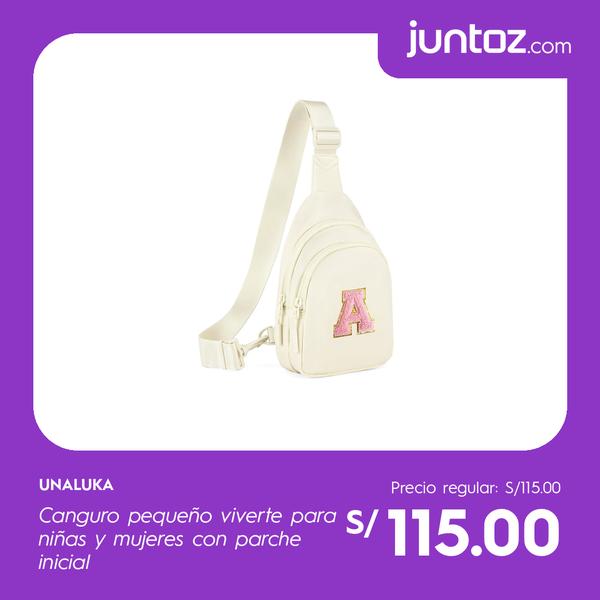 juntoz.com
A
UNALUKA
Precio regular: S/115.00
Canguro pequeño viverte para
niñas y mujeres con parche
inicial
S/ 115.00